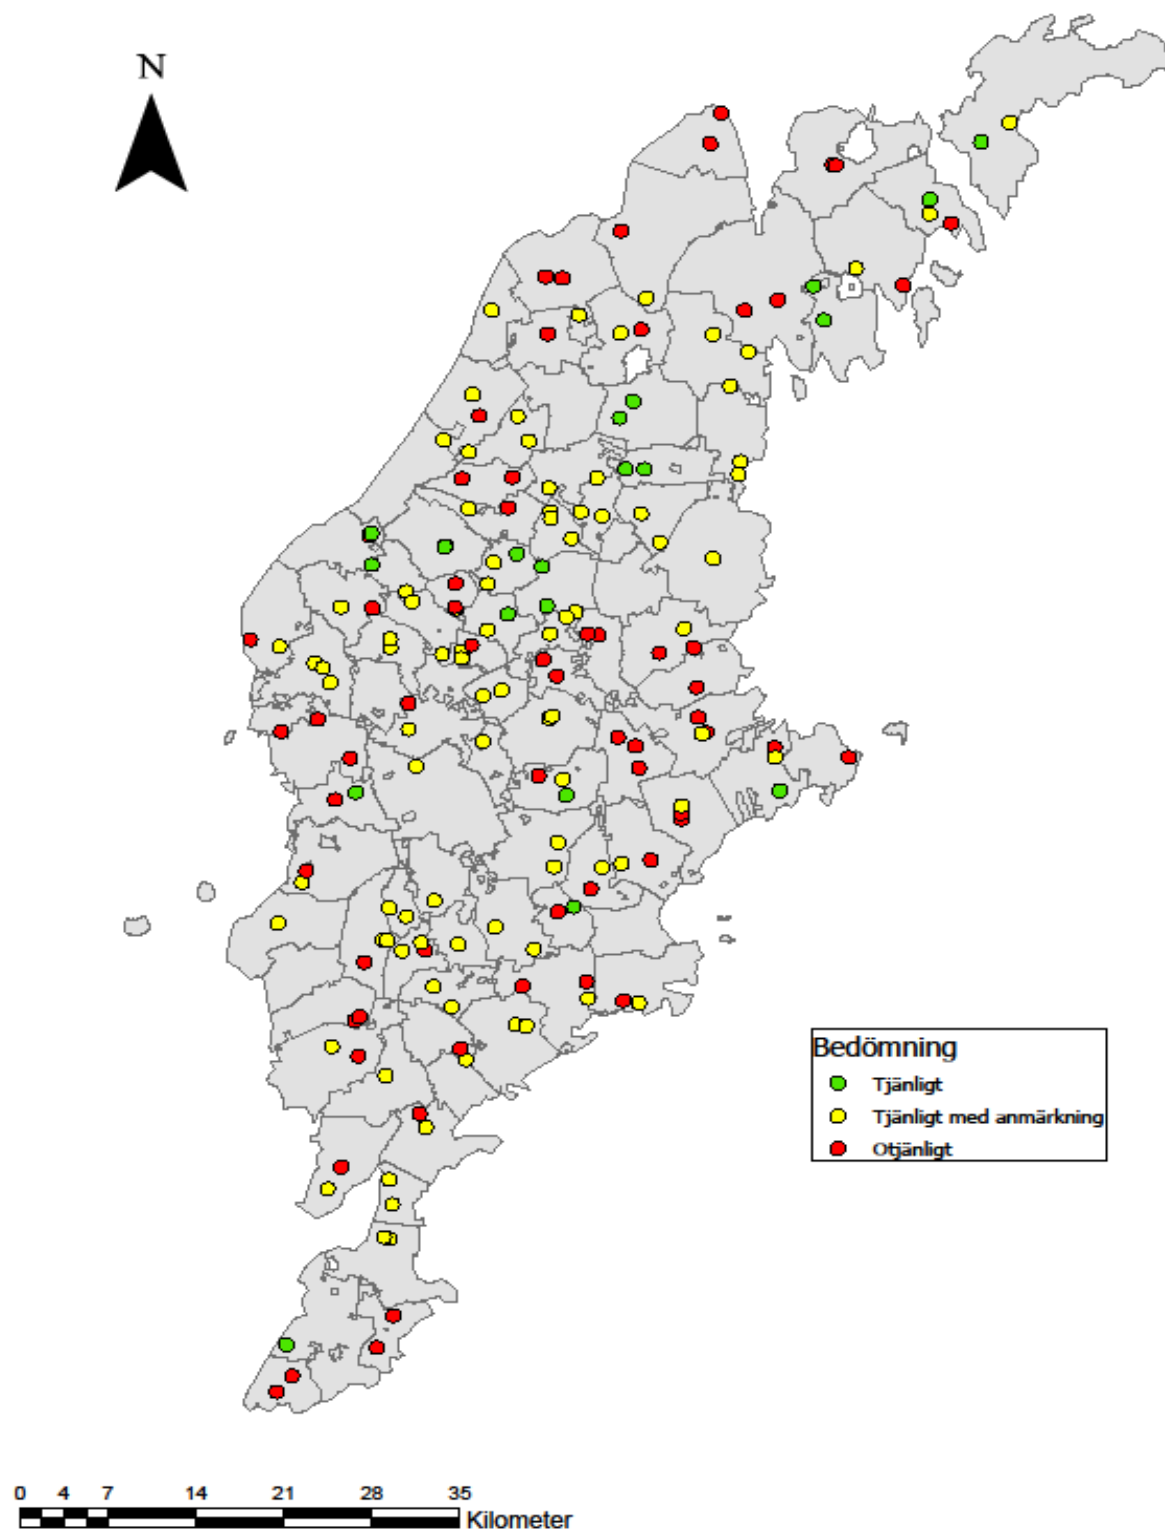 N
Bedömning
Tjänligt
Tjänligt med anmärkning
Otjänligt
0 4 7 14 21 28 35
Kilometer